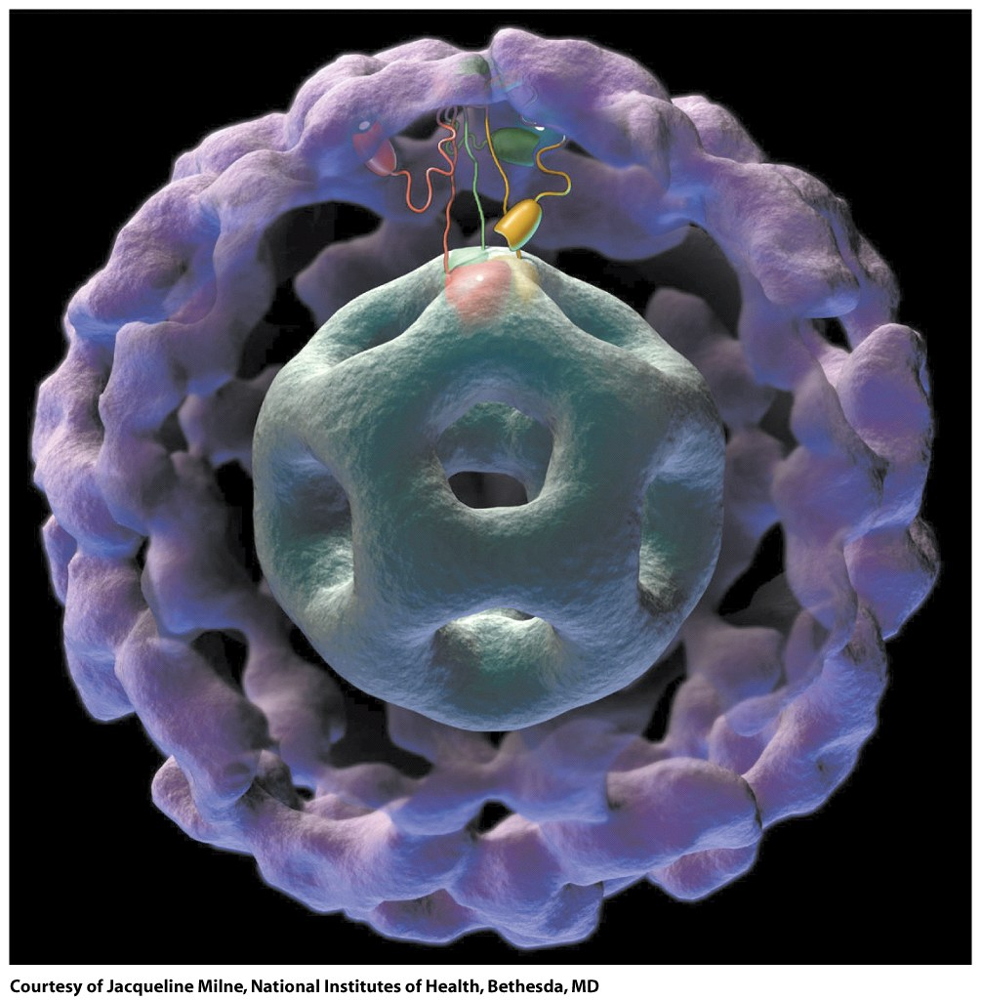 Courtesy of Jacqueline Milne, National Institutes of Health, Bethesda, MD